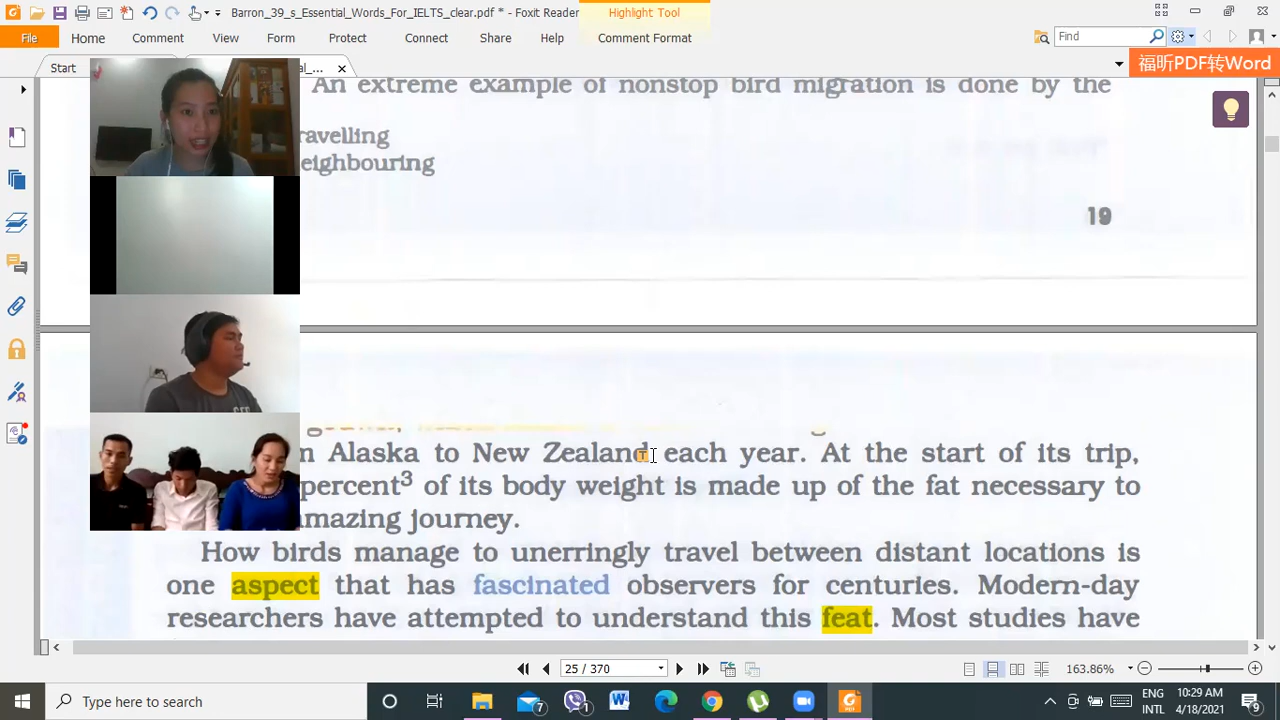 Barron_39_s_Essential_Words_For_IELTS_clear.pdf * - Foxit Reader
Highlight Tool
File
Home
Comment
View
Form
Protect
Connect
Share
Help
Comment Format
Find
Start
al_...
福昕PDF转Word
An extreme example of nonstop bird migration is done by the
ravelling
eighbouring
19
m Alaska to New Zealand each year. At the start of its trip,
percent3 of its body weight is made up of the fat necessary to
amazing journey.
How birds manage to unerringly travel between distant locations is
one aspect that has fascinated observers for centuries. Modern-day
researchers have attempted to understand this feat. Most studies have
25 / 370
163.86%
Type here to search
7
1
ENG
INTL
10:29 AM
4/18/2021
9